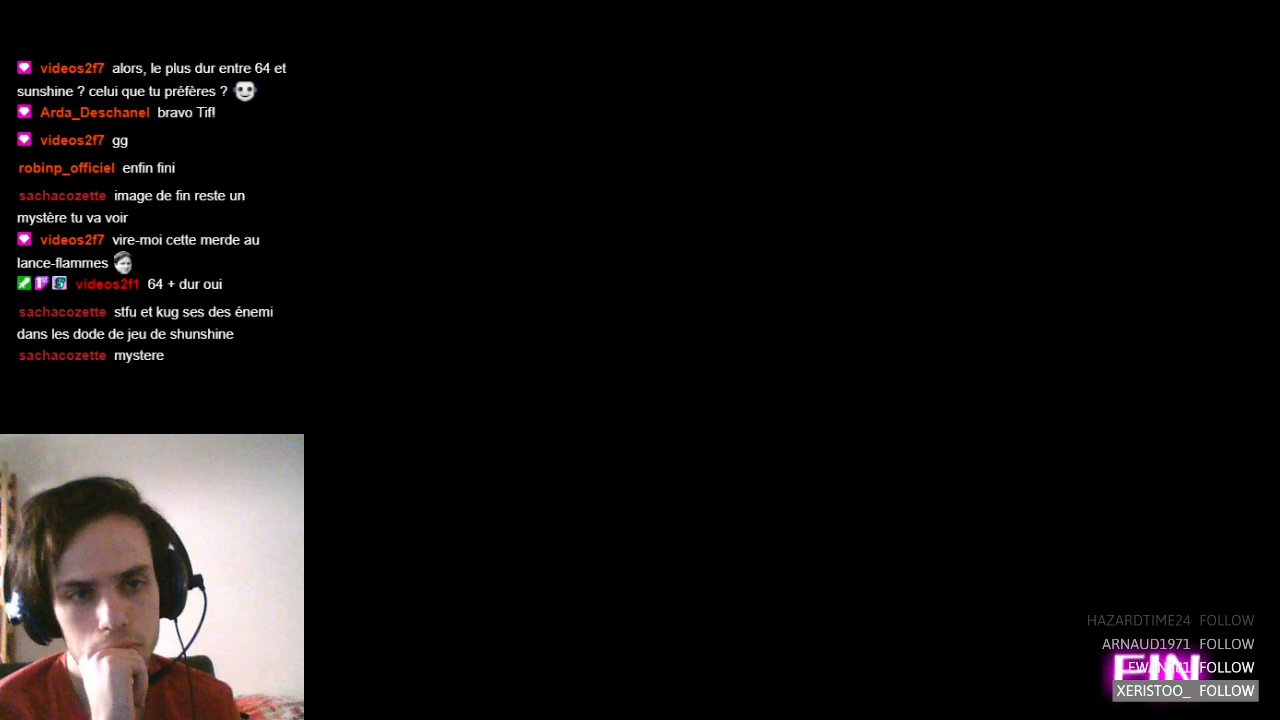 videos2f7 alors, le plus dur entre 64 et
sunshine ? celui que tu préfères ?
Arda_Deschanel bravo Tif!
videos2f7 gg
robinp_officiel enfin fini
sachacozette image de fin reste un
mystère tu va voir
videos2f7 vire-moi cette merde au
lance-flammes
videos2f1 64 + dur oui
sachacozette stfu et kug ses des énemi
dans les dode de jeu de shunshine
sachacozette mystere
HAZARDTIME24 FOLLOW
ARNAUD1971 FOLLOW
FIN
FOLLOW
XERISTOO_ FOLLOW